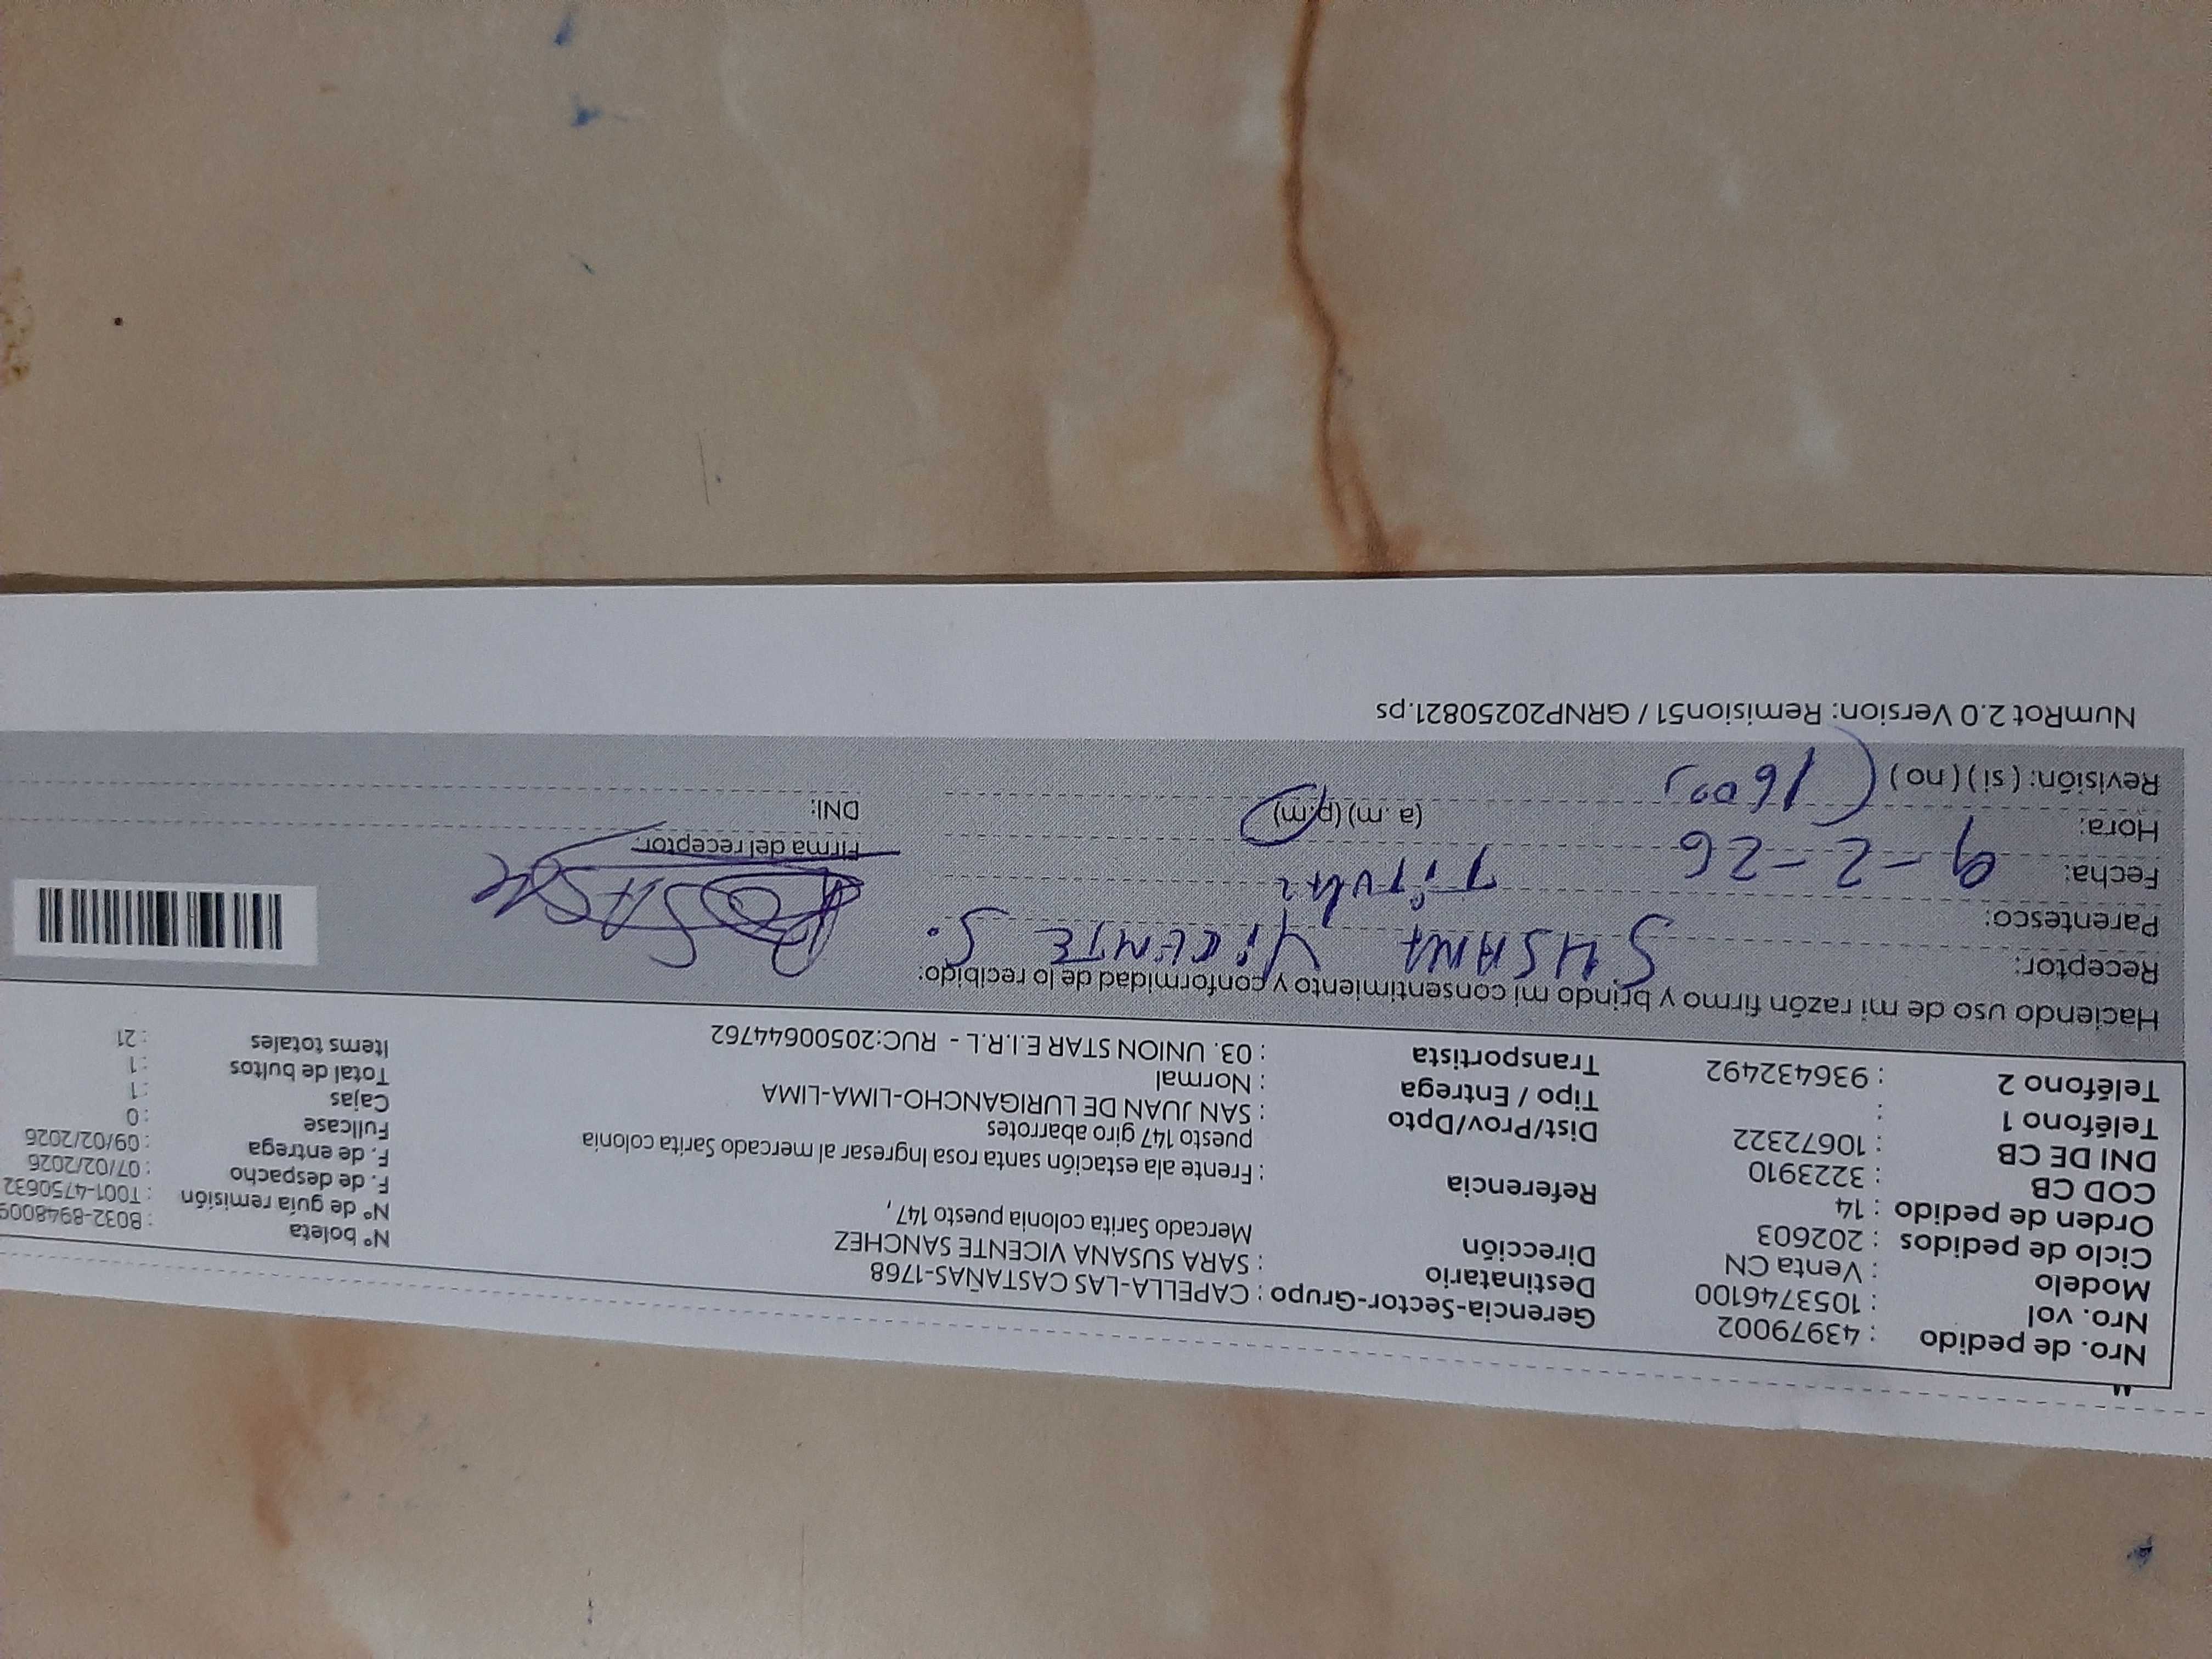 Nro. de pedido : 43979002
Nro. vol : 1053746100
Modelo : Venta CN
Ciclo de pedidos : 202603
Orden de pedido : 14
COD CB : 3223910
DNI DE CB : 10672322
Teléfono 1 :
Teléfono 2 : 936432492
Gerencia-Sector-Grupo : CAPELLA-LAS CASTAÑAS-1768
Destinatario : SARA SUSANA VICENTE SANCHEZ
Dirección Mercado Sarita colonia puesto 147 ,
Referencia : Frente ala estación santa rosa Ingresar al mercado Sarita colonia
puesto 147 giro abarrotes
Dist/Prov/Dpto : SAN JUAN DE LURIGANCHO-LIMA-LIMA
Tipo / Entrega : Normal
Transportista : 03. UNION STAR E.I.R.L - RUC:20500644762
Nº boleta : B032-8948009
Nº de guía remisión : T001-4750632
F. de despacho : 07/02/2026
F. de entrega : 09/02/2026
Fullcase : 0
Cajas : 1
Total de bultos : 1
Items totales : 21
Haciendo uso de mi razón firmo y brindo mi consentimiento y conformidad de lo recibido:
Receptor: SUSANA VICENTE S.
Parentesco: Titular
Fecha: 9-2-26
Hora: (a. m) (p.m)
Revisión: ( si ) ( no ) (1600)
Firma del receptor:
DNI:
NumRot 2.0 Version: Remision51 / GRNP20250821.ps